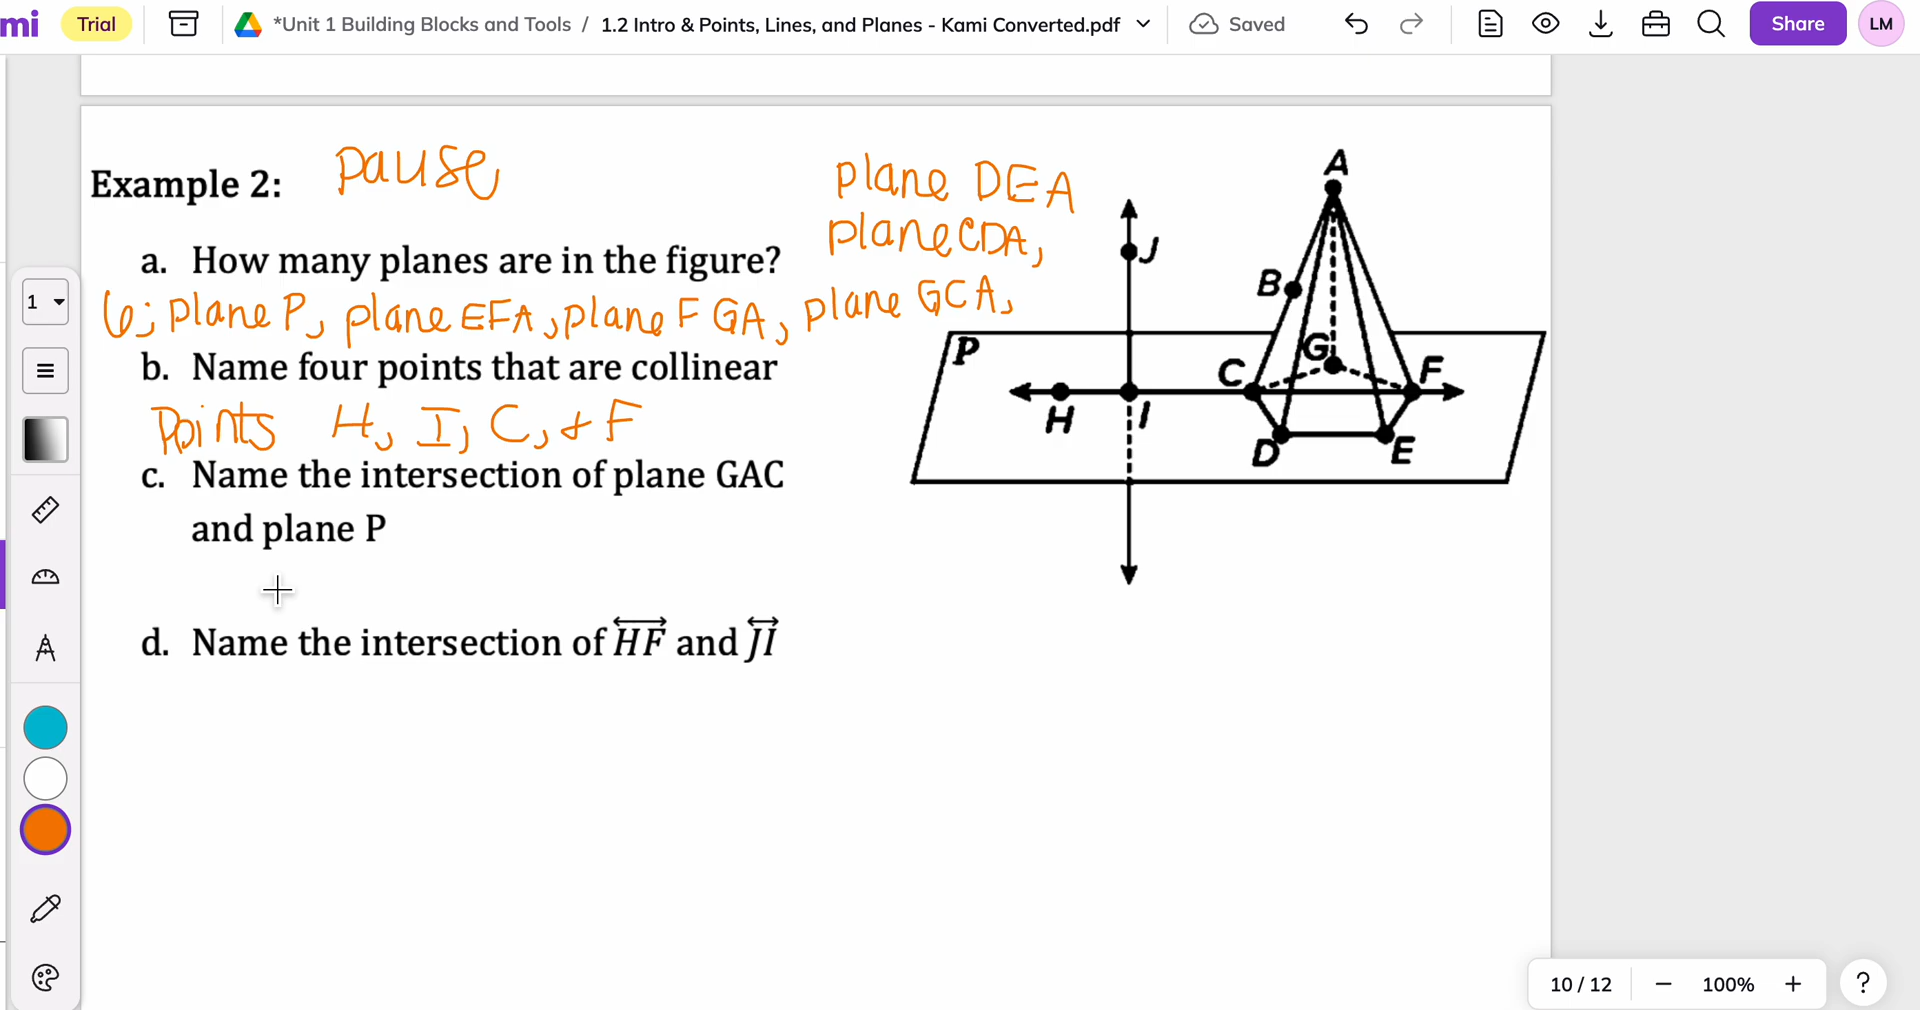 mi Trial *Unit 1 Building Blocks and Tools / 1.2 Intro & Points, Lines, and Planes - Kami Converted.pdf Saved Share LM
Example 2: pause
plane DEA
plane CDA,
a. How many planes are in the figure?
6; plane P, plane EFA, plane FGA, plane GCA,
b. Name four points that are collinear
Points H, I, C, & F
c. Name the intersection of plane GAC
and plane P
d. Name the intersection of HF and JI
A
J
B
P
G
C
F
H
I
D
E
1
10 / 12 − 100% + ?